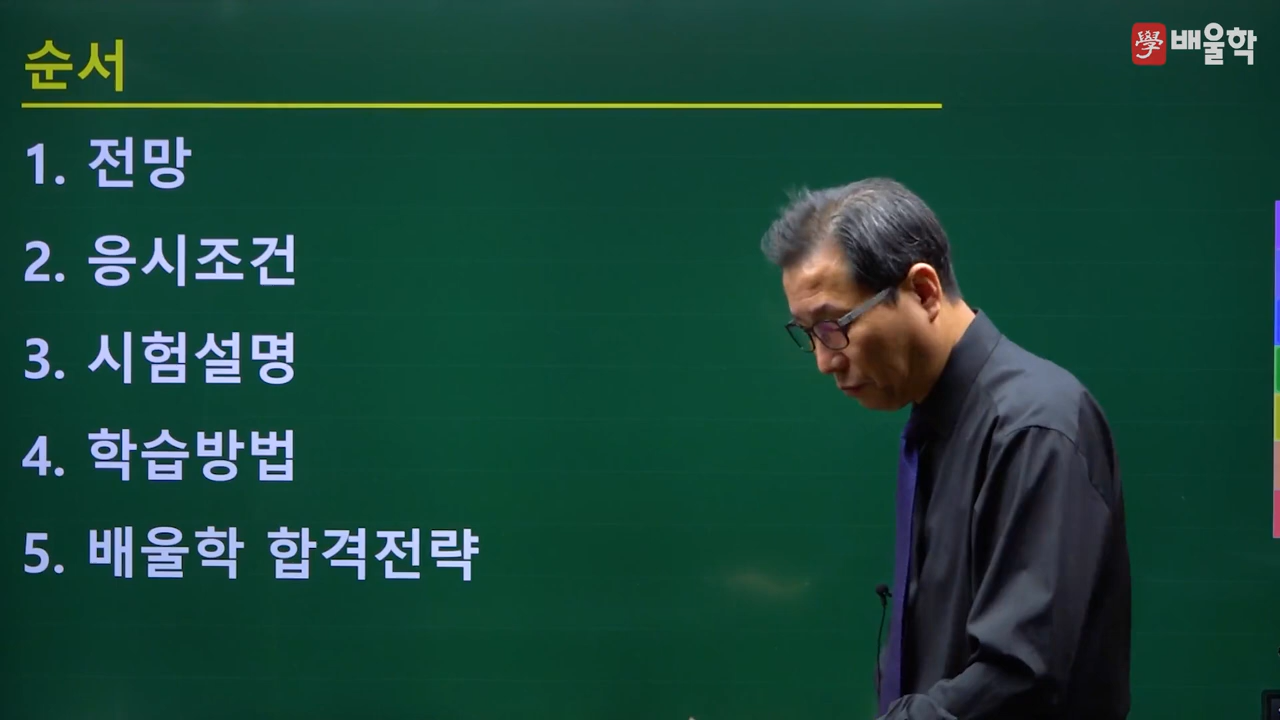 순서
學 배울학
1. 전망
2. 응시조건
3. 시험설명
4. 학습방법
5. 배울학 합격전략